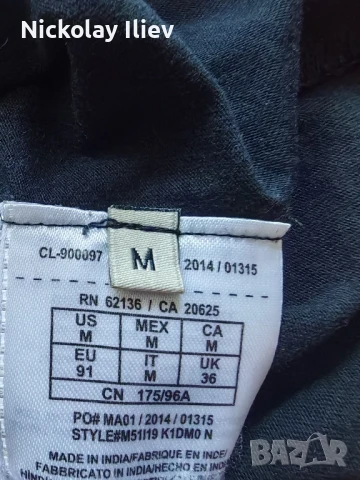 Nickolay Iliev
CL-900097 M 2014 / 01315
RN 62136 / CA 20625
US MEX CA
M M M
EU IT UK
91 M 36
CN 175/96A
PO# MA01 / 2014 / 01315
STYLE#M51I19 K1DM0 N
MADE IN INDIA/FABRIQUE EN INDE/
FABBRICATO IN INDIA/HECHO EN
bazar